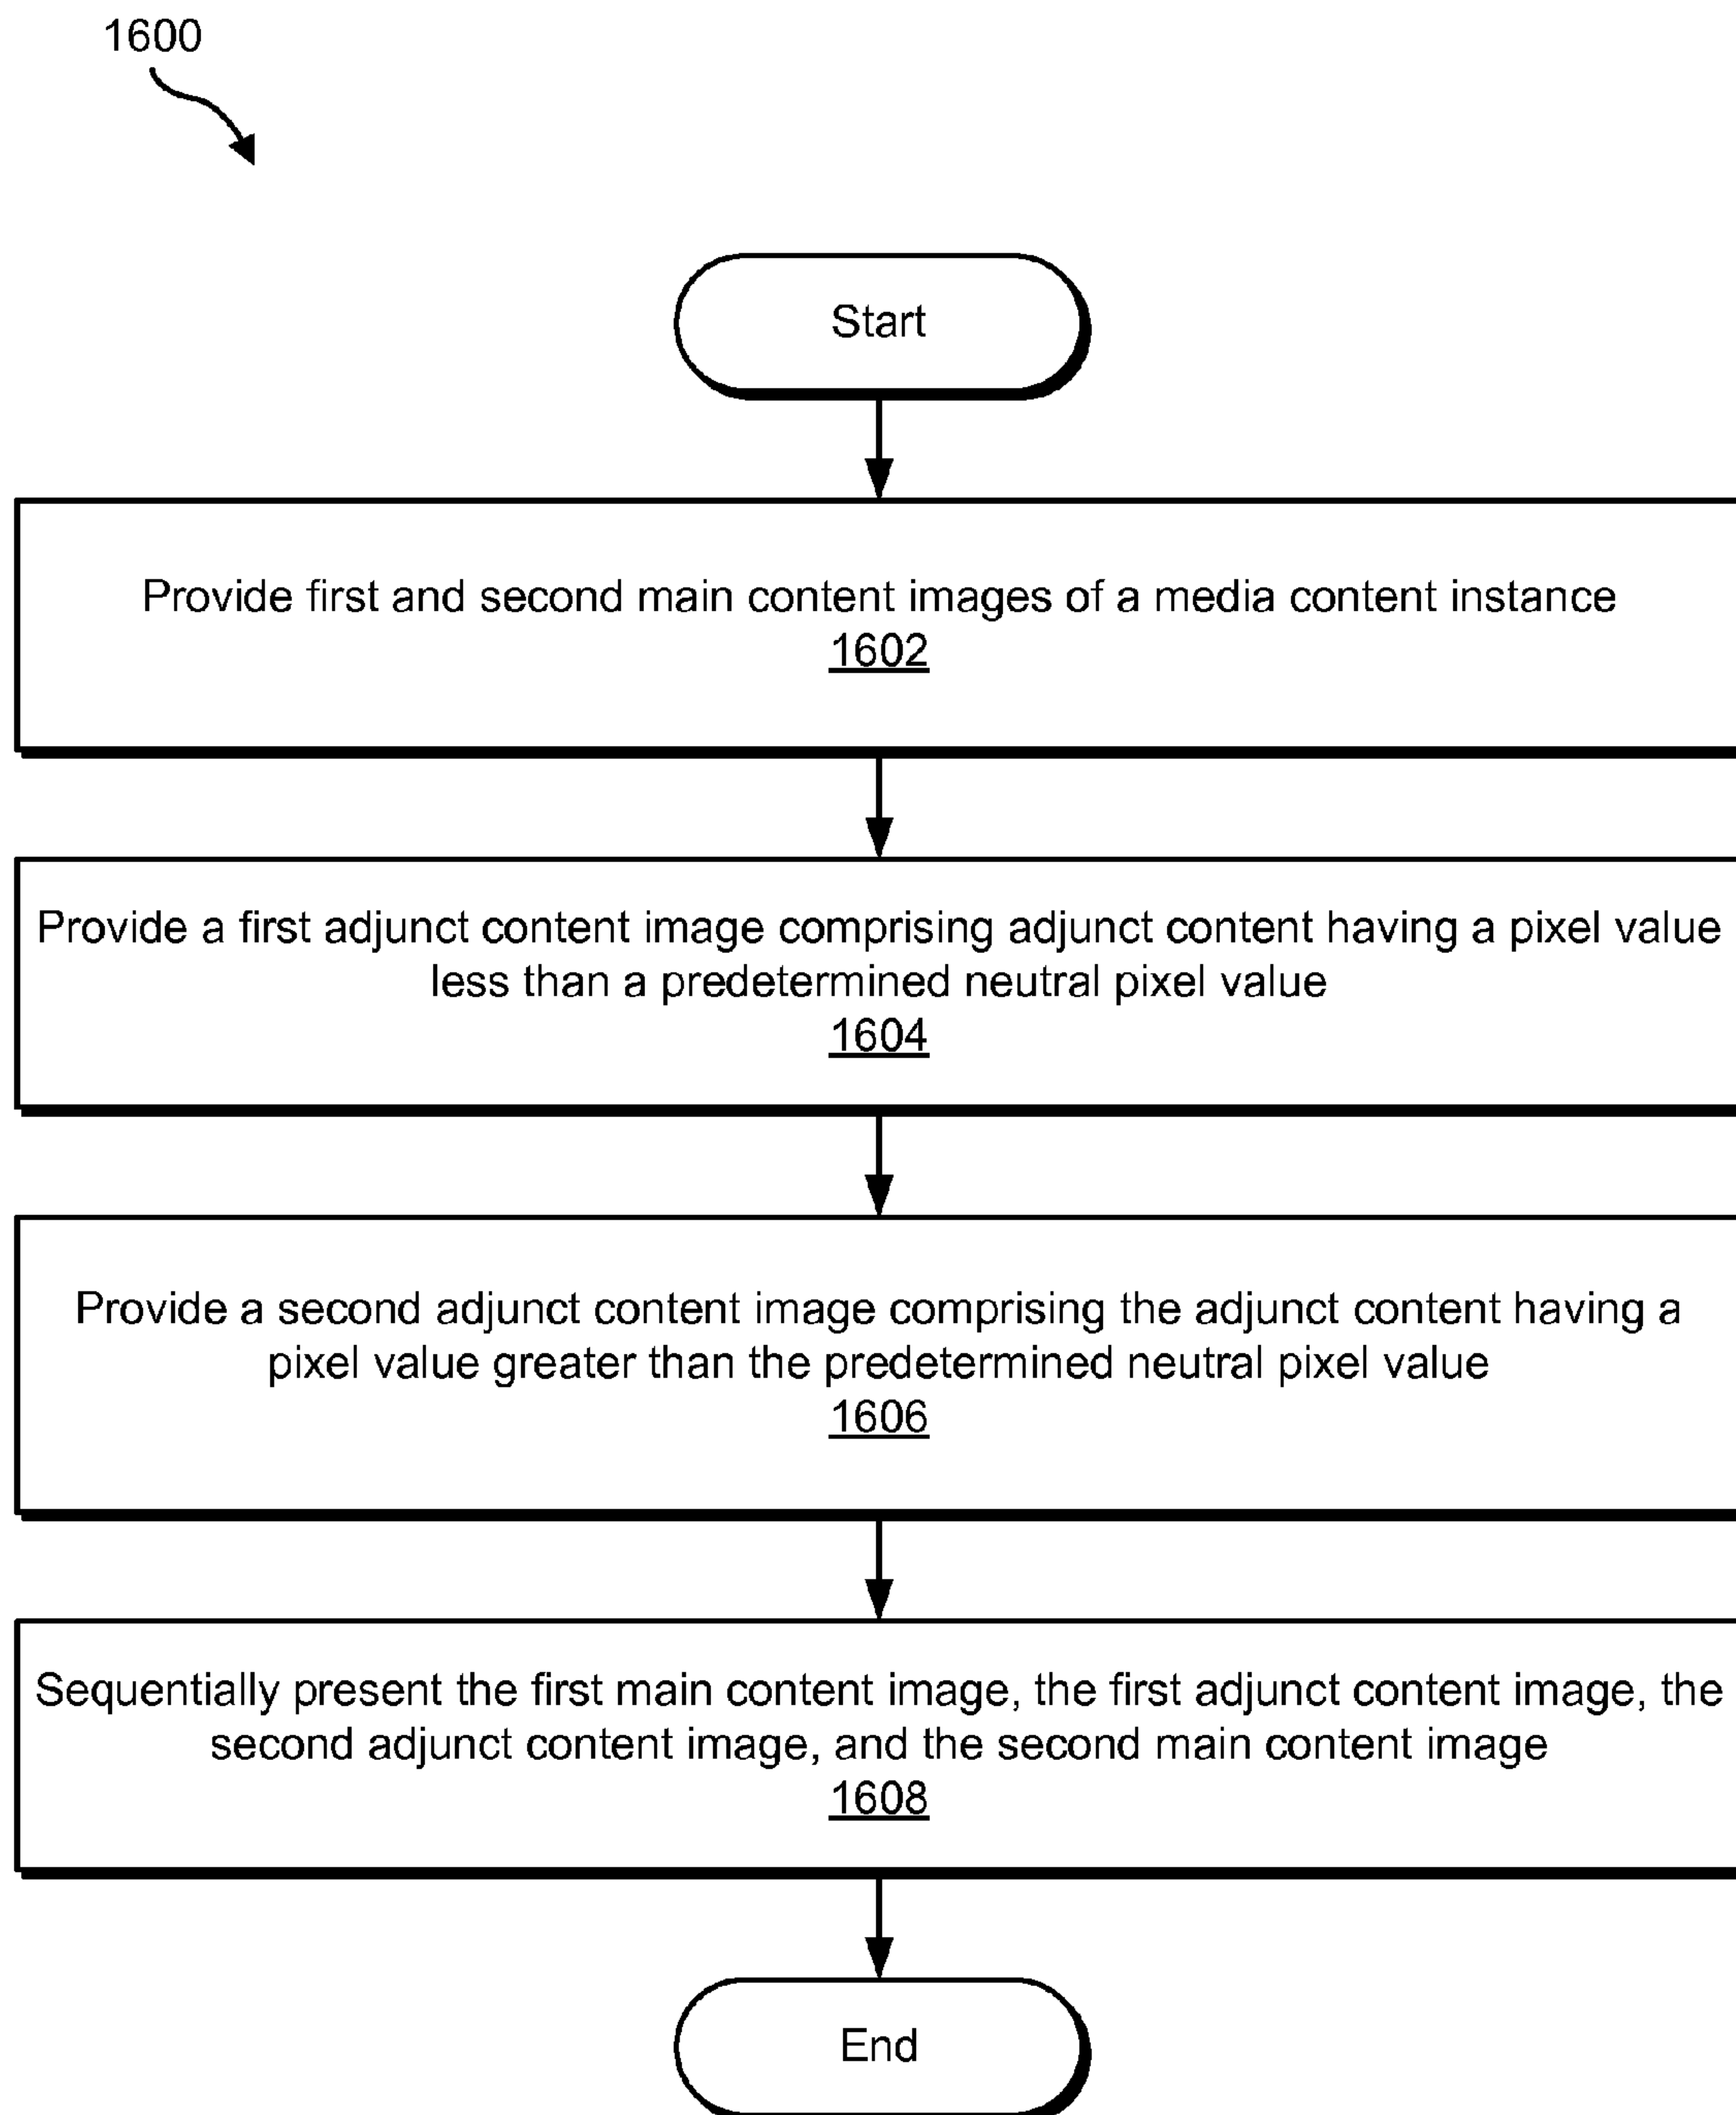 1600
Start
Provide first and second main content images of a media content instance
1602
Provide a first adjunct content image comprising adjunct content having a pixel value
less than a predetermined neutral pixel value
1604
Provide a second adjunct content image comprising the adjunct content having a
pixel value greater than the predetermined neutral pixel value
1606
Sequentially present the first main content image, the first adjunct content image, the
second adjunct content image, and the second main content image
1608
End